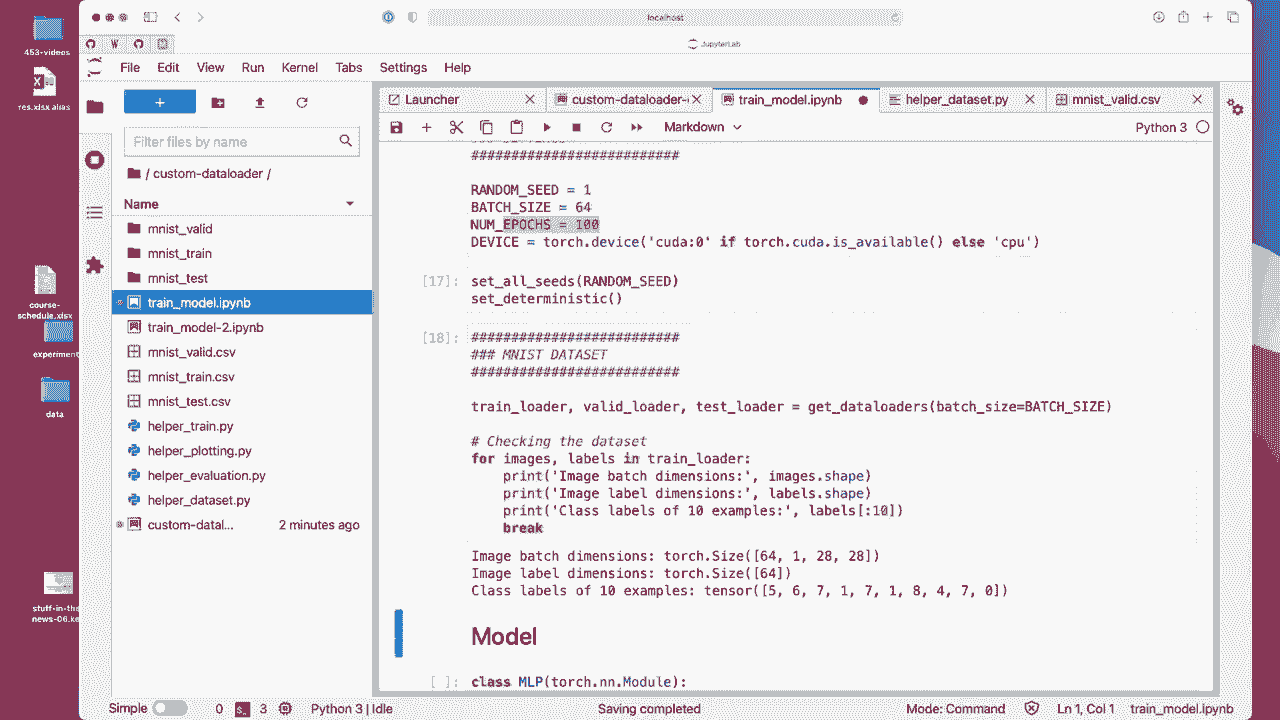 453-videos
res.xlsx alias
course-
schedule.xlsx
experiment
data
stuff-in-the
news-06.ke
localhost
W
JupyterLab
File Edit View Run Kernel Tabs Settings Help
+
Filter files by name
/ custom-dataloader /
Name
mnist_valid
mnist_train
mnist_test
train_model.ipynb
train_model-2.ipynb
mnist_valid.csv
mnist_train.csv
mnist_test.csv
helper_train.py
helper_plotting.py
helper_evaluation.py
helper_dataset.py
custom-datal... 2 minutes ago
Launcher custom-dataloader- train_model.ipynb helper_dataset.py mnist_valid.csv
Markdown Python 3
##########################
RANDOM_SEED = 1
BATCH_SIZE = 64
NUM_EPOCHS = 100
DEVICE = torch.device('cuda:0' if torch.cuda.is_available() else 'cpu')
[17]: set_all_seeds(RANDOM_SEED)
set_deterministic()
[18]: ##########################
### MNIST DATASET
##########################
train_loader, valid_loader, test_loader = get_dataloaders(batch_size=BATCH_SIZE)
# Checking the dataset
for images, labels in train_loader:
print('Image batch dimensions:', images.shape)
print('Image label dimensions:', labels.shape)
print('Class labels of 10 examples:', labels[:10])
break
Image batch dimensions: torch.Size([64, 1, 28, 28])
Image label dimensions: torch.Size([64])
Class labels of 10 examples: tensor([5, 6, 7, 1, 7, 1, 8, 4, 7, 0])
Model
[ ]: class MLP(torch.nn.Module):
Simple 0 3 Python 3 | Idle Saving completed Mode: Command Ln 1, Col 1 train_model.ipynb